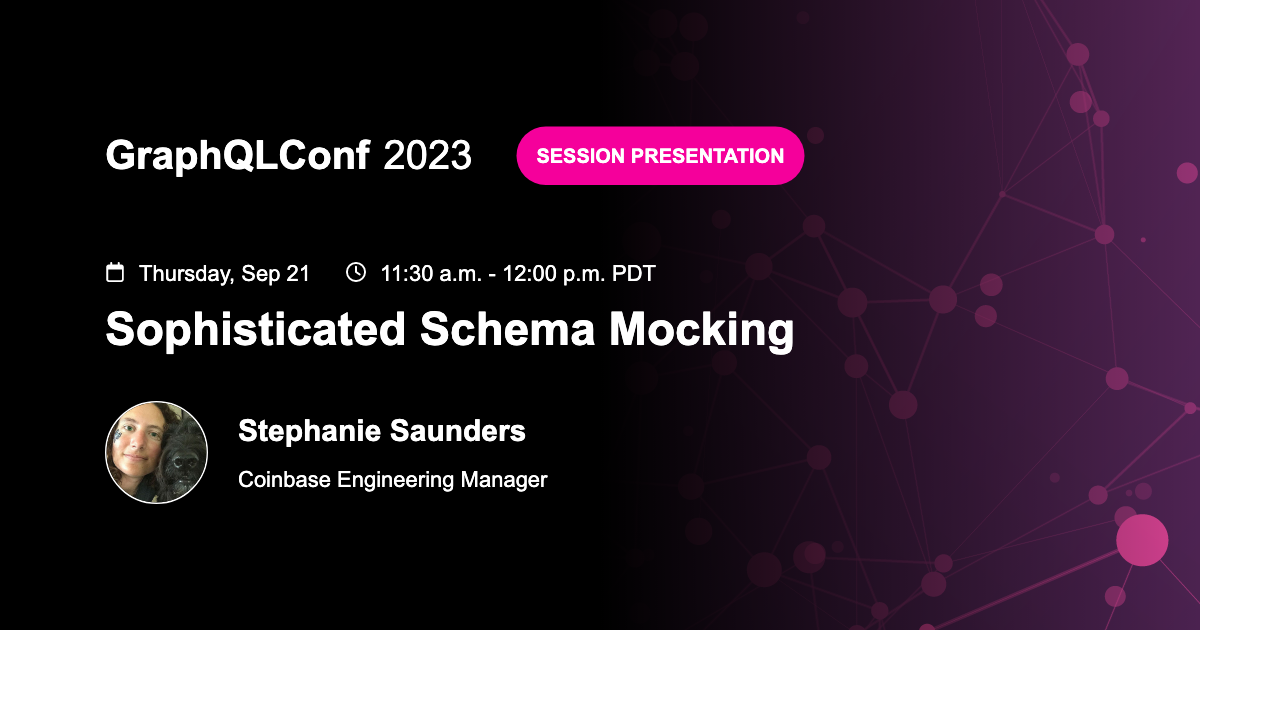 GraphQLConf 2023
SESSION PRESENTATION
Thursday, Sep 21 11:30 a.m. - 12:00 p.m. PDT
Sophisticated Schema Mocking
Stephanie Saunders
Coinbase Engineering Manager